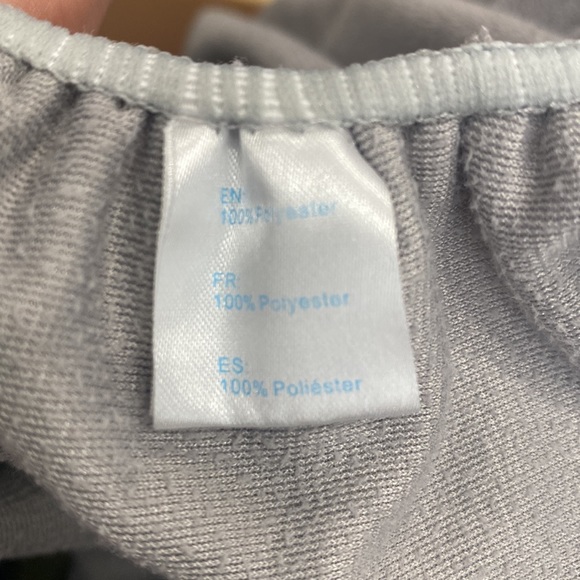 EN:
100% Polyester
FR:
100% Polyester
ES:
100% Poliéster